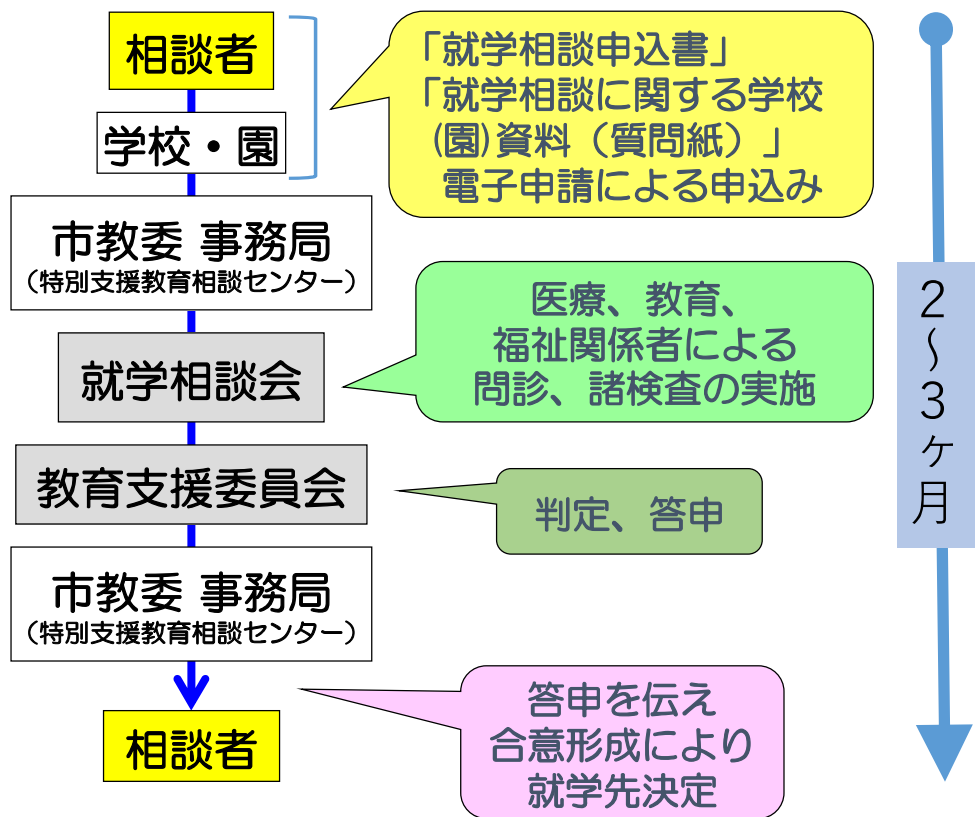 相談者
学校・園
「就学相談申込書」
「就学相談に関する学校
(園)資料（質問紙）」
電子申請による申込み
市教委 事務局
（特別支援教育相談センター）
就学相談会
医療、教育、
福祉関係者による
問診、諸検査の実施
教育支援委員会
判定、答申
市教委 事務局
（特別支援教育相談センター）
答申を伝え
合意形成により
就学先決定
相談者
２～３ヶ月